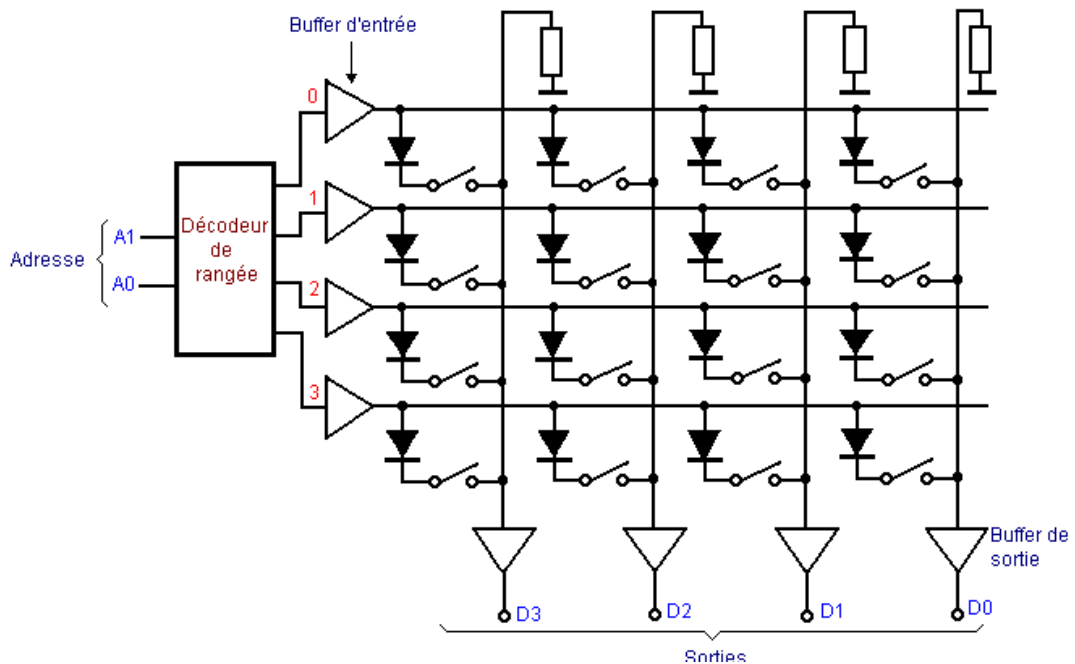 Buffer d'entrée
0
1
Décodeur
de
rangée
A1
Adresse
A0
2
3
Buffer de
sortie
D3
D2
D1
D0
Sorties